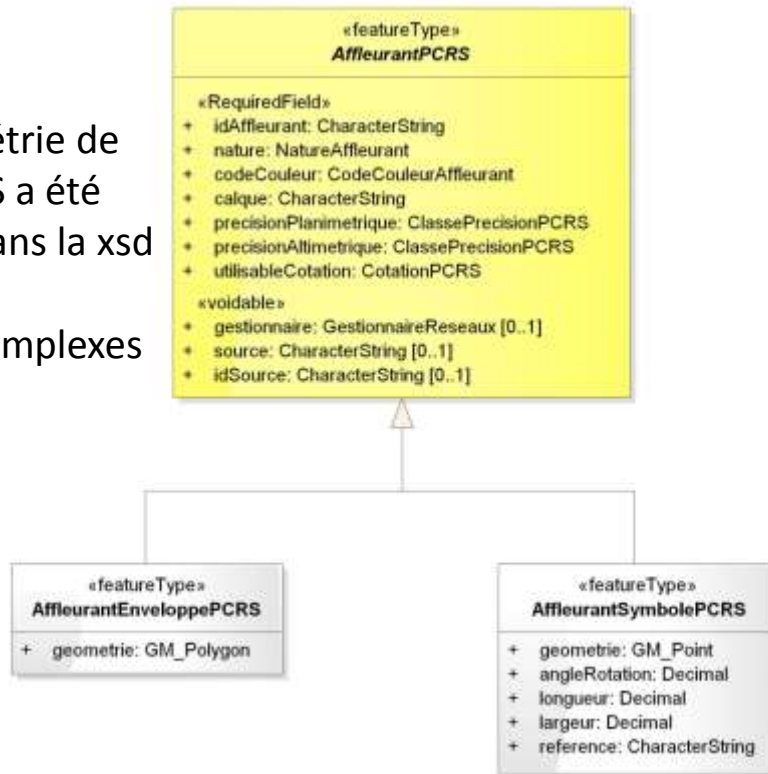 étrie de
S a été
ans la xsd
mplexes
«featureType»
AffleurantPCRS
«RequiredField»
+ idAffleurant: CharacterString
+ nature: NatureAffleurant
+ codeCouleur: CodeCouleurAffleurant
+ calque: CharacterString
+ precisionPlanimetrique: ClassePrecisionPCRS
+ precisionAltimetrique: ClassePrecisionPCRS
+ utilisableCotation: CotationPCRS
«voidable»
+ gestionnaire: GestionnaireReseaux [0..1]
+ source: CharacterString [0..1]
+ idSource: CharacterString [0..1]
«featureType»
AffleurantEnveloppePCRS
+ geometrie: GM_Polygon
«featureType»
AffleurantSymbolePCRS
+ geometrie: GM_Point
+ angleRotation: Decimal
+ longueur: Decimal
+ largeur: Decimal
+ reference: CharacterString